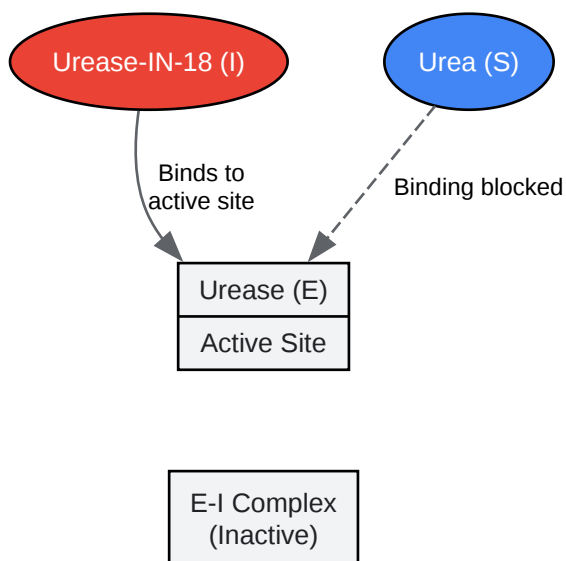 Urease-IN-18 (I)
Urea (S)
Binds to
active site
Binding blocked
Urease (E)
Active Site
E-I Complex
(Inactive)